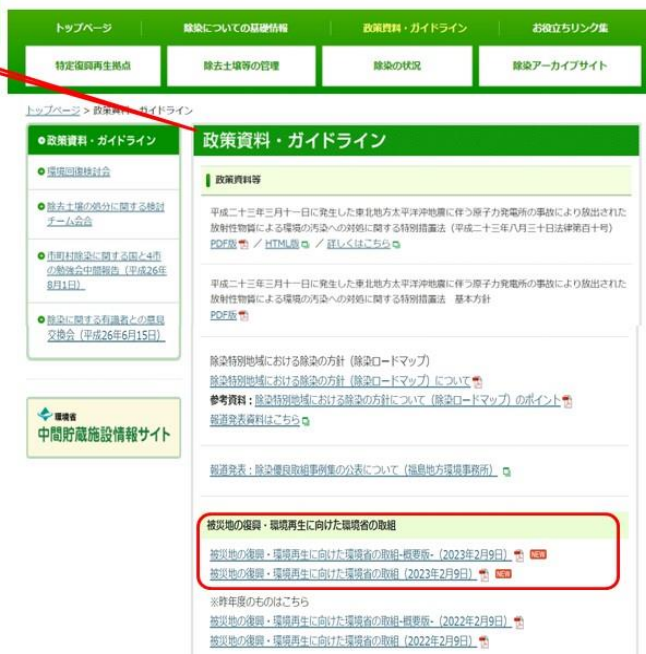 トップページ 除染についての基礎情報 政策資料・ガイドライン お役立ちリンク集
特定復興再生拠点 除去土壌等の管理 除染の状況 除染アーカイブサイト
トップページ > 政策資料・ガイドライン
政策資料・ガイドライン
環境回復検討会
除去土壌の処分に関する検討
チーム会合
市町村除染に関する国と4市
の勉強会中間報告（平成26年
8月1日）
除染に関する有識者との意見
交換会（平成26年6月15日）
環境省
中間貯蔵施設情報サイト
政策資料・ガイドライン
政策資料等
平成二十三年三月十一日に発生した東北地方太平洋沖地震に伴う原子力発電所の事故により放出された
放射性物質による環境の汚染への対処に関する特別措置法（平成二十三年八月三十日法律第百十号）
PDF版 / HTML版 / 詳しくはこちら
平成二十三年三月十一日に発生した東北地方太平洋沖地震に伴う原子力発電所の事故により放出された
放射性物質による環境の汚染への対処に関する特別措置法 基本方針
PDF版
除染特別地域における除染の方針（除染ロードマップ）
除染特別地域における除染の方針（除染ロードマップ）について
参考資料：除染特別地域における除染の方針について（除染ロードマップ）のポイント
報道発表資料はこちら
報道発表：除染優良取組事例集の公表について（福島地方環境事務所）
被災地の復興・環境再生に向けた環境省の取組
被災地の復興・環境再生に向けた環境省の取組-概要版-（2023年2月9日） NEW
被災地の復興・環境再生に向けた環境省の取組（2023年2月9日） NEW
※昨年度のものはこちら
被災地の復興・環境再生に向けた環境省の取組-概要版-（2022年2月9日）
被災地の復興・環境再生に向けた環境省の取組（2022年2月9日）